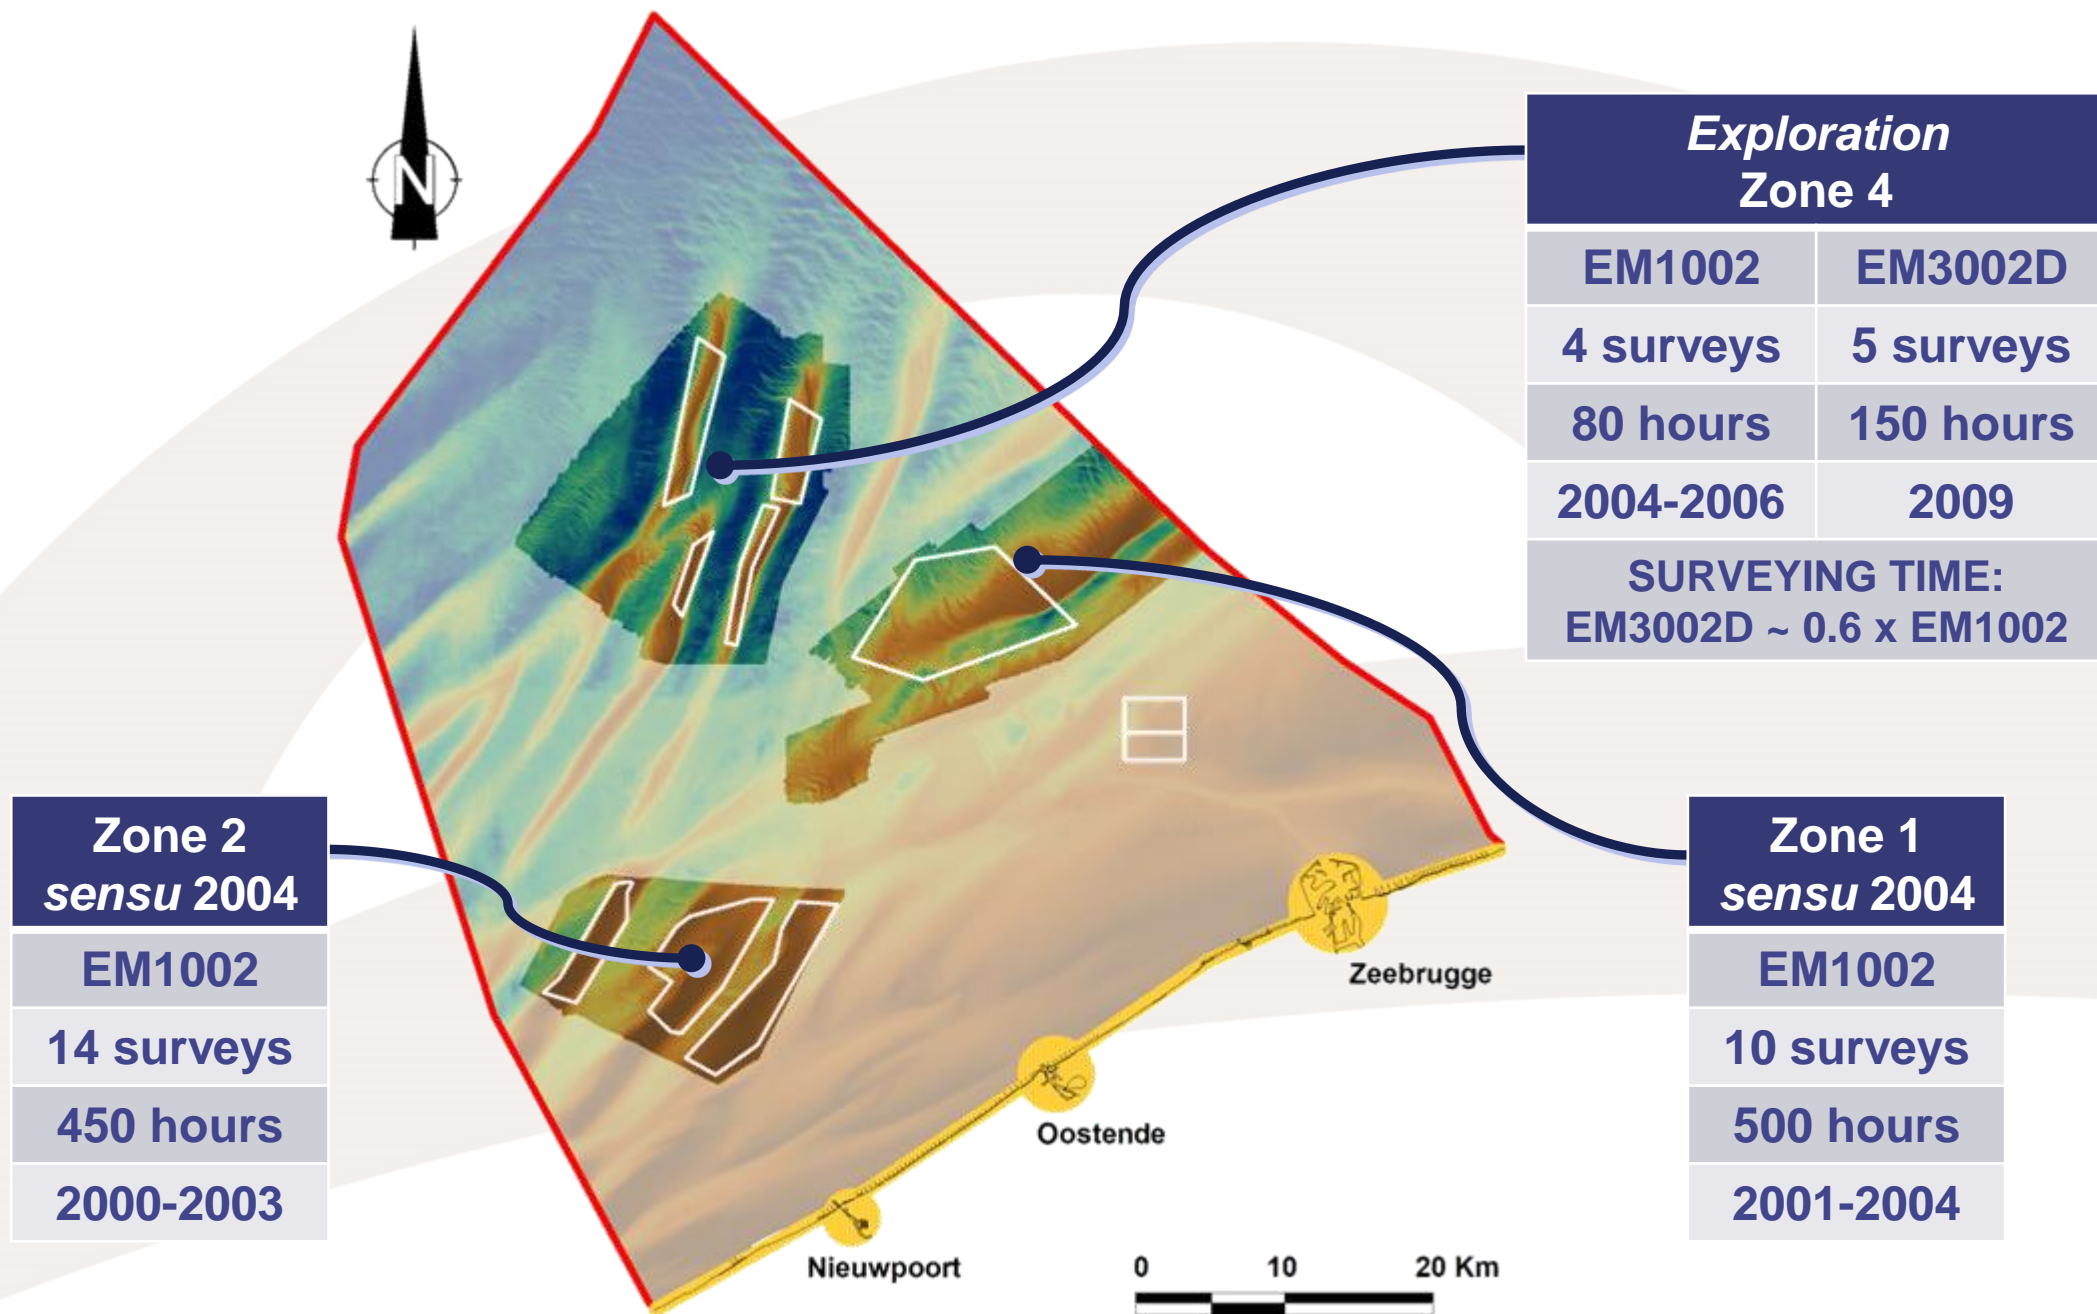 N
Exploration
Zone 4
EM1002 EM3002D
4 surveys 5 surveys
80 hours 150 hours
2004-2006 2009
SURVEYING TIME:
EM3002D ~ 0.6 x EM1002
Zone 2
sensu 2004
EM1002
14 surveys
450 hours
2000-2003
Zone 1
sensu 2004
EM1002
10 surveys
500 hours
2001-2004
Zeebrugge
Oostende
Nieuwpoort
0 10 20 Km